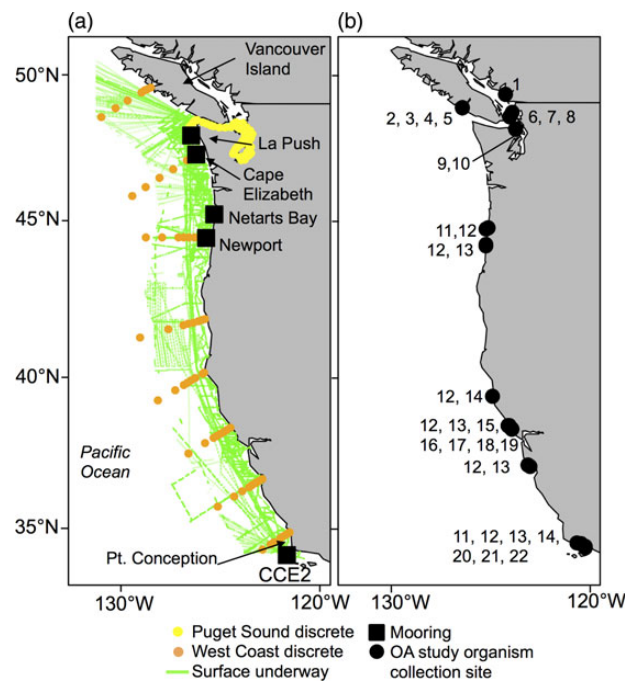 (a)
(b)
50°N
45°N
40°N
35°N
Vancouver
Island
La Push
Cape
Elizabeth
Netarts Bay
Newport
Pacific
Ocean
Pt. Conception
CCE2
130°W
120°W
1
2, 3, 4, 5
6, 7, 8
9,10
11,12
12, 13
12, 14
12, 13, 15,
16, 17, 18,19
12, 13
11, 12, 13, 14,
20, 21, 22
130°W
120°W
Puget Sound discrete
West Coast discrete
Surface underway
Mooring
OA study organism
collection site